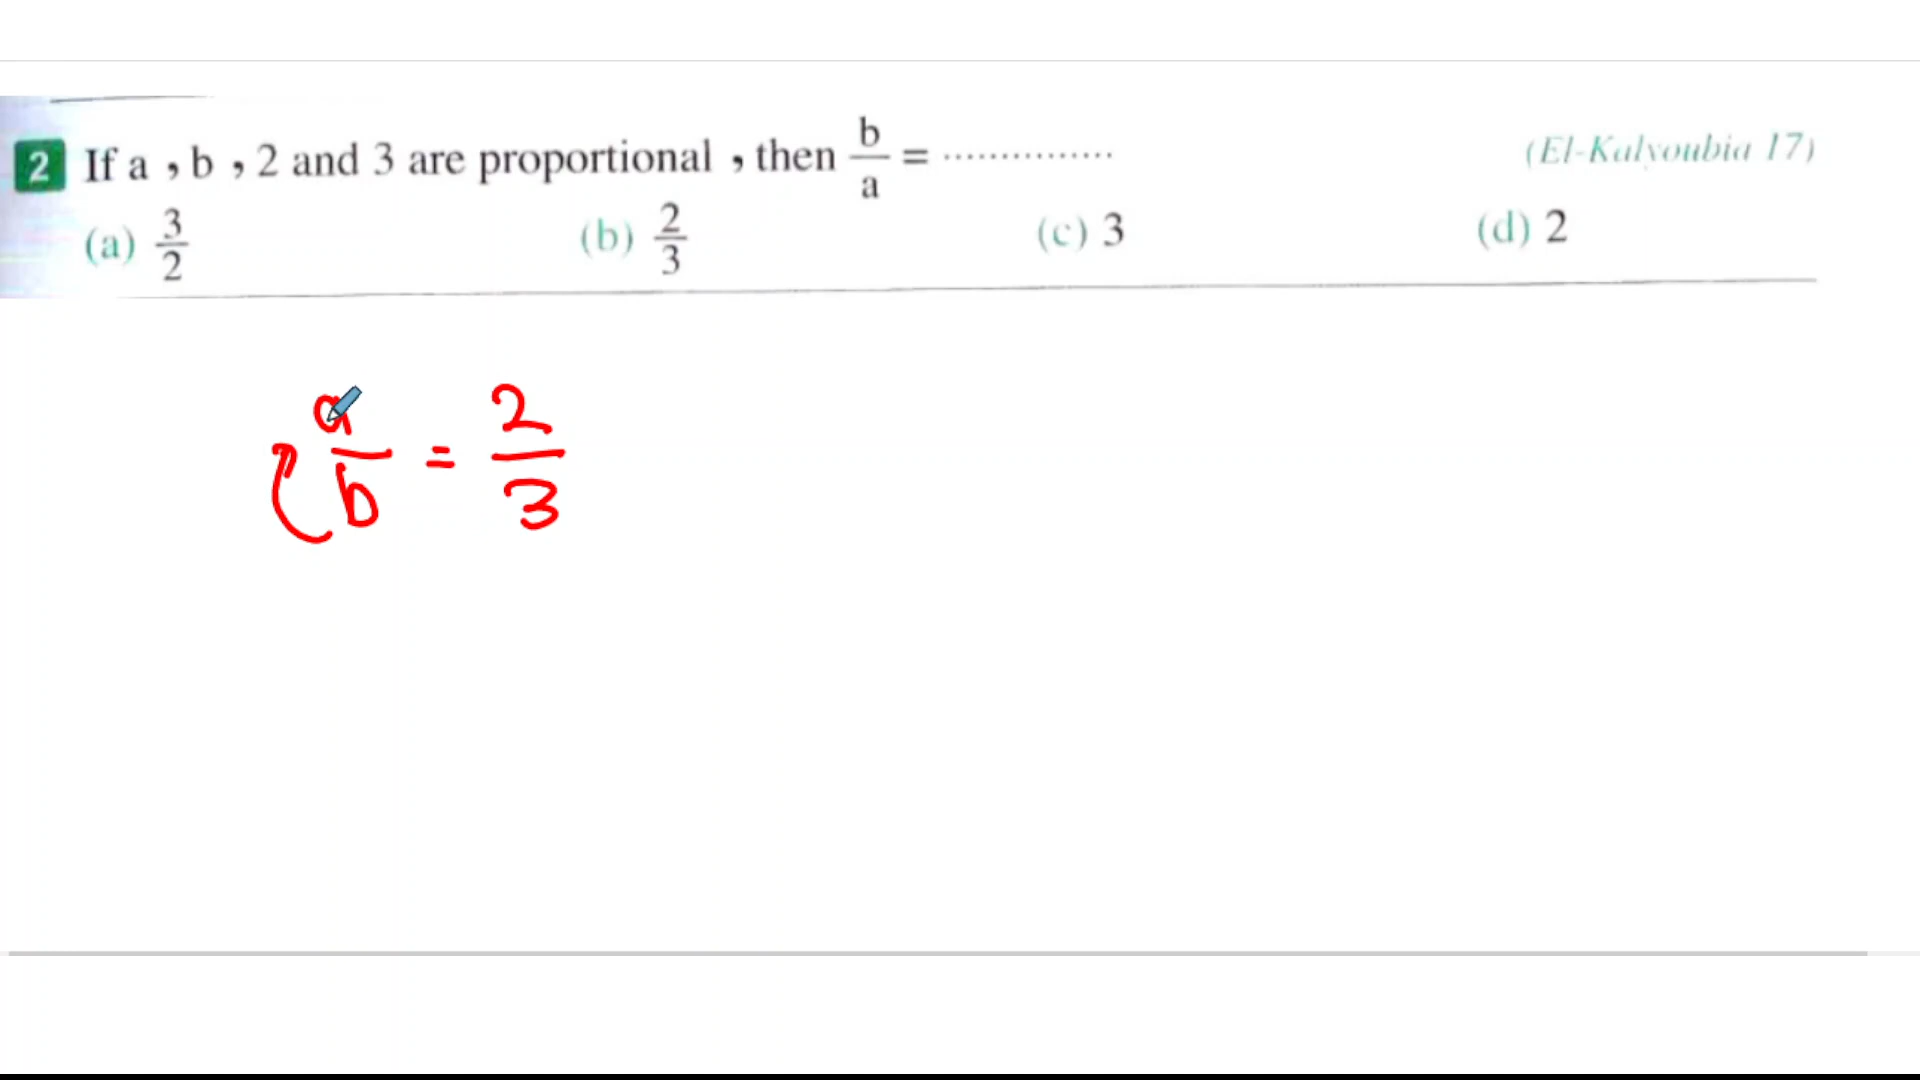 2 If a , b , 2 and 3 are proportional , then b/a = ...............
(El-Kalyoubia 17)
(a) 3/2 (b) 2/3 (c) 3 (d) 2
a/b = 2/3